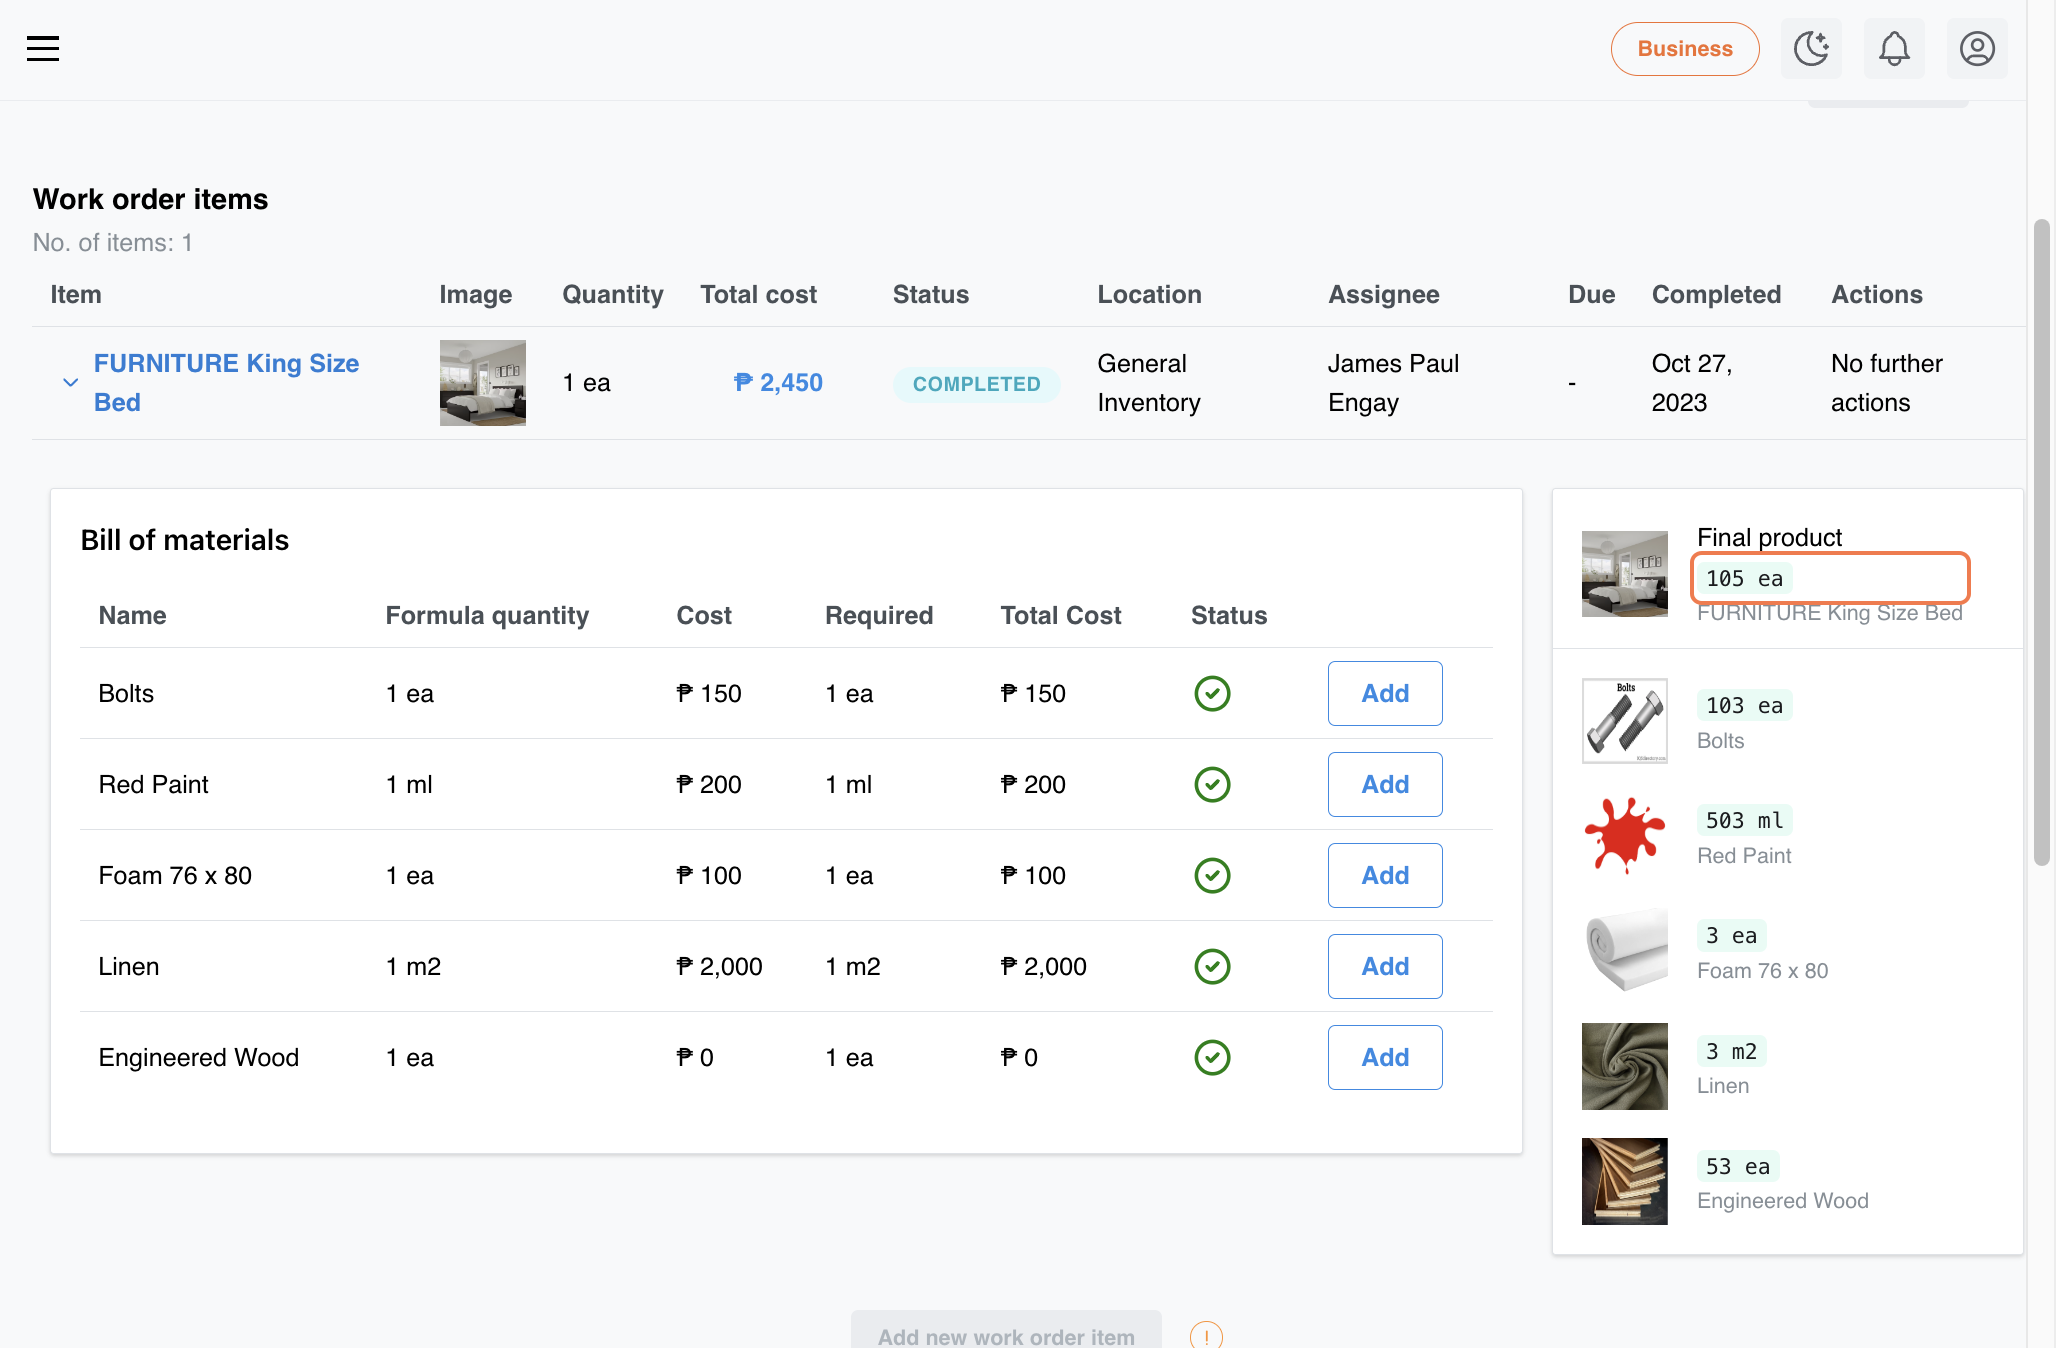 Business
Work order items
No. of items: 1
Item Image Quantity Total cost Status Location Assignee Due Completed Actions
FURNITURE King Size
Bed
1 ea
₱ 2,450
COMPLETED
General
Inventory
James Paul
Engay
-
Oct 27,
2023
No further
actions
Bill of materials
Name Formula quantity Cost Required Total Cost Status
Bolts 1 ea ₱ 150 1 ea ₱ 150 Add
Red Paint 1 ml ₱ 200 1 ml ₱ 200 Add
Foam 76 x 80 1 ea ₱ 100 1 ea ₱ 100 Add
Linen 1 m2 ₱ 2,000 1 m2 ₱ 2,000 Add
Engineered Wood 1 ea ₱ 0 1 ea ₱ 0 Add
Final product
105 ea
FURNITURE King Size Bed
Bolts
103 ea
Bolts
503 ml
Red Paint
3 ea
Foam 76 x 80
3 m2
Linen
53 ea
Engineered Wood
Add new work order item